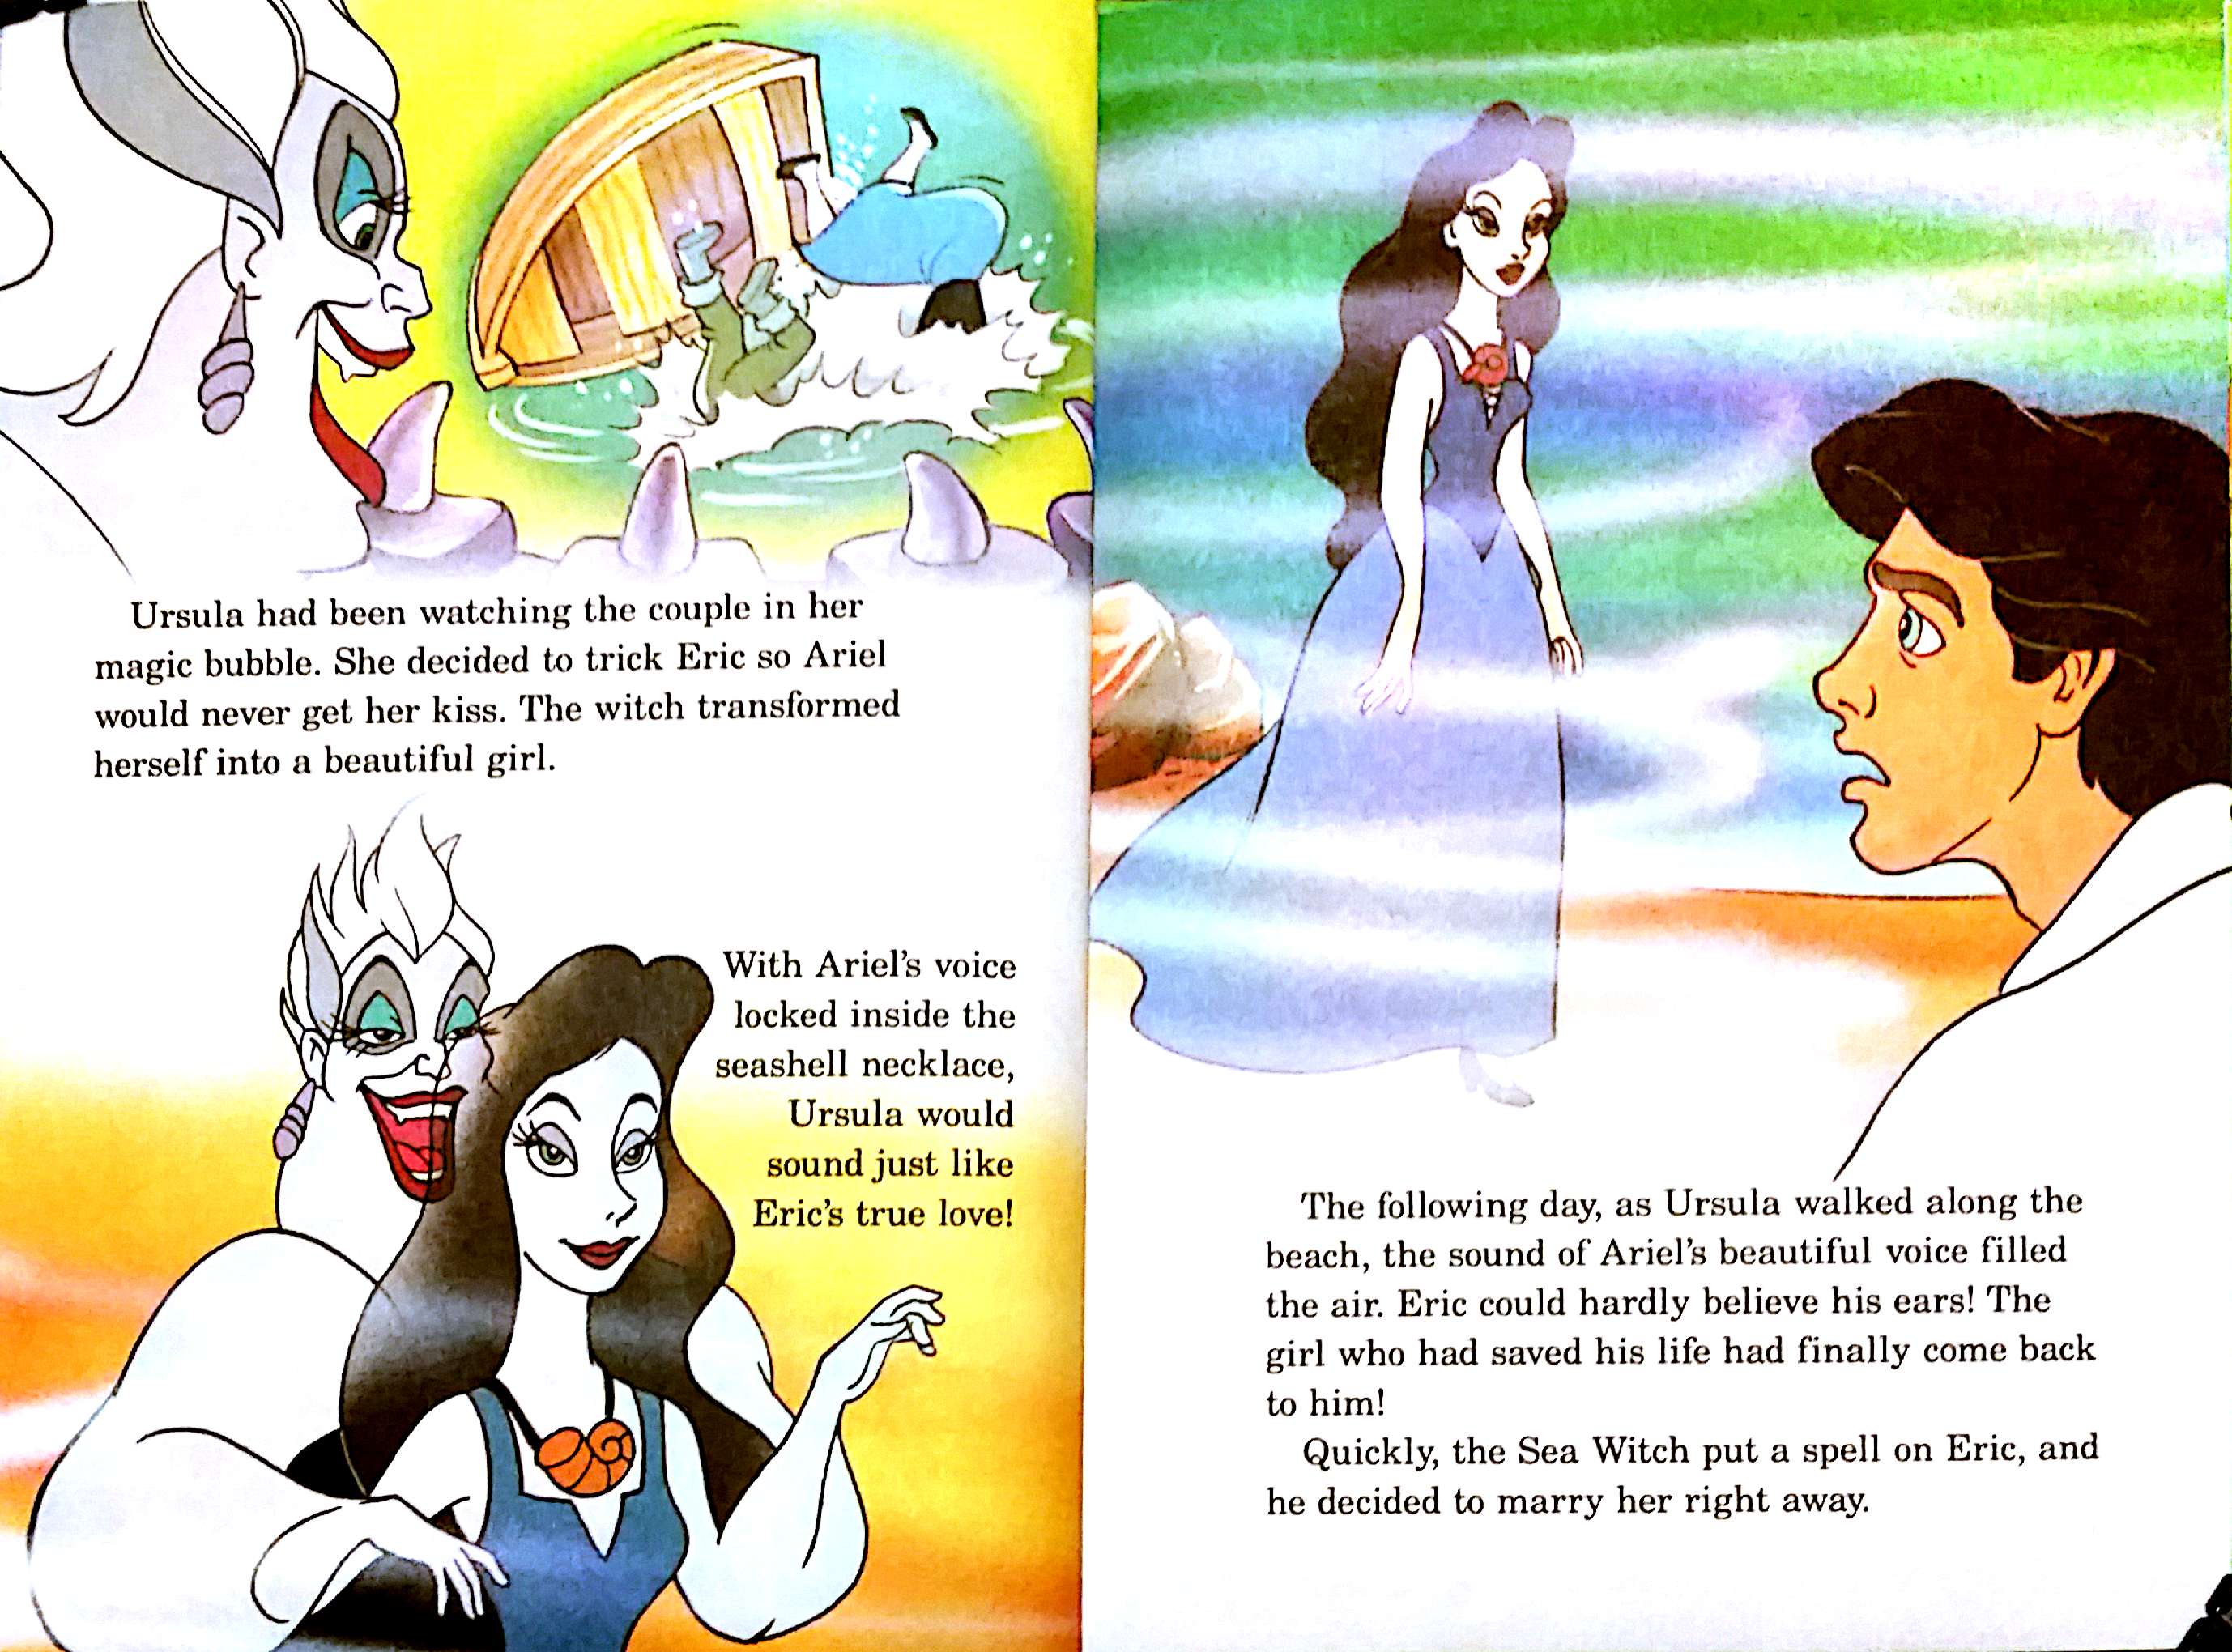 Ursula had been watching the couple in her
magic bubble. She decided to trick Eric so Ariel
would never get her kiss. The witch transformed
herself into a beautiful girl.
With Ariel's voice
locked inside the
seashell necklace,
Ursula would
sound just like
Eric's true love!
The following day, as Ursula walked along the
beach, the sound of Ariel's beautiful voice filled
the air. Eric could hardly believe his ears! The
girl who had saved his life had finally come back
to him!
Quickly, the Sea Witch put a spell on Eric, and
he decided to marry her right away.